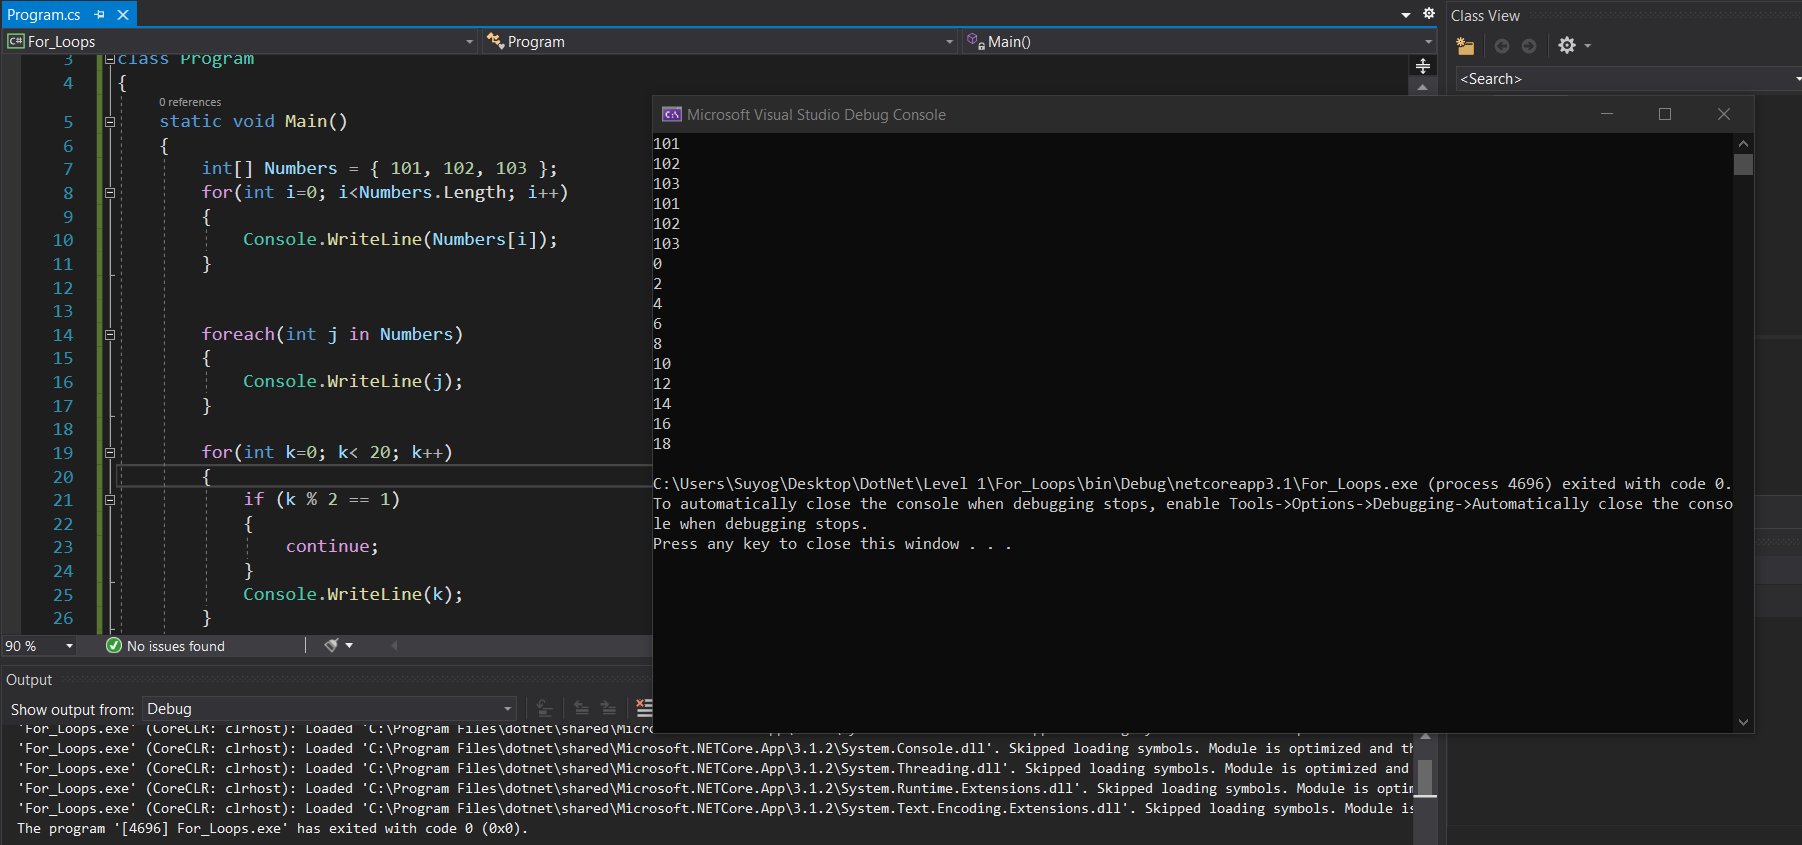 Program.cs
Class View
C# For_Loops
Program
Main()
<Search>
3 class Program
4 {
0 references
5 static void Main()
6 {
7 int[] Numbers = { 101, 102, 103 };
8 for(int i=0; i<Numbers.Length; i++)
9 {
10 Console.WriteLine(Numbers[i]);
11 }
12
13
14 foreach(int j in Numbers)
15 {
16 Console.WriteLine(j);
17 }
18
19 for(int k=0; k< 20; k++)
20 {
21 if (k % 2 == 1)
22 {
23 continue;
24 }
25 Console.WriteLine(k);
26 }
90 %
No issues found
C:\ Microsoft Visual Studio Debug Console
101
102
103
101
102
103
0
2
4
6
8
10
12
14
16
18
C:\Users\Suyog\Desktop\DotNet\Level 1\For_Loops\bin\Debug\netcoreapp3.1\For_Loops.exe (process 4696) exited with code 0.
To automatically close the console when debugging stops, enable Tools->Options->Debugging->Automatically close the conso
le when debugging stops.
Press any key to close this window . . .
Output
Show output from: Debug
'For_Loops.exe' (CoreCLR: clrhost): Loaded 'C:\Program Files\dotnet\shared\Micro
'For_Loops.exe' (CoreCLR: clrhost): Loaded 'C:\Program Files\dotnet\shared\Microsoft.NETCore.App\3.1.2\System.Console.dll'. Skipped loading symbols. Module is optimized and th
'For_Loops.exe' (CoreCLR: clrhost): Loaded 'C:\Program Files\dotnet\shared\Microsoft.NETCore.App\3.1.2\System.Threading.dll'. Skipped loading symbols. Module is optimized and
'For_Loops.exe' (CoreCLR: clrhost): Loaded 'C:\Program Files\dotnet\shared\Microsoft.NETCore.App\3.1.2\System.Runtime.Extensions.dll'. Skipped loading symbols. Module is optim
'For_Loops.exe' (CoreCLR: clrhost): Loaded 'C:\Program Files\dotnet\shared\Microsoft.NETCore.App\3.1.2\System.Text.Encoding.Extensions.dll'. Skipped loading symbols. Module is
The program '[4696] For_Loops.exe' has exited with code 0 (0x0).